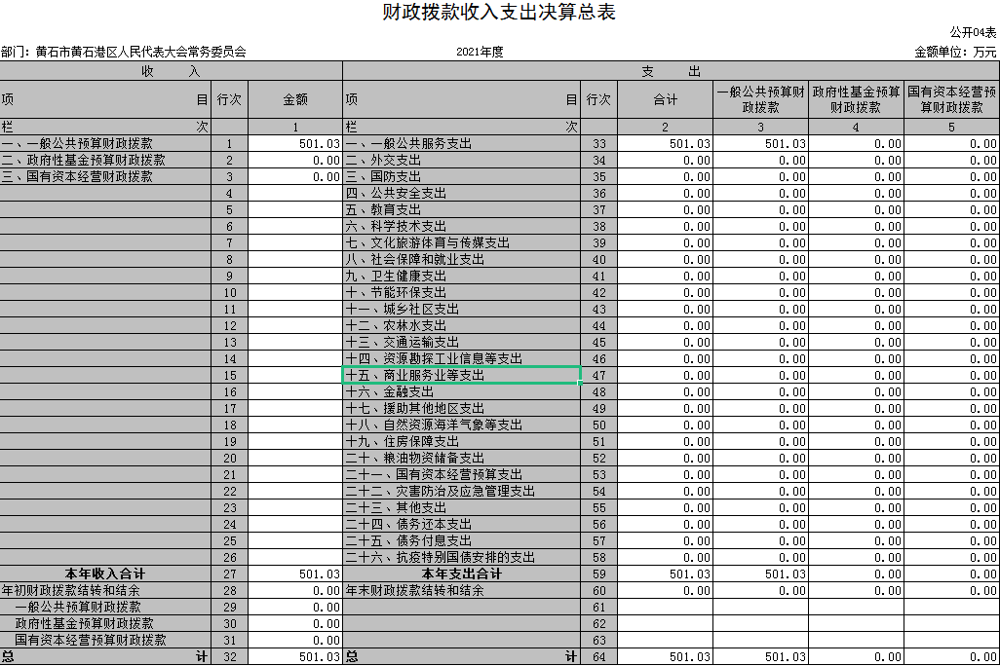 财政拨款收入支出决算总表
公开04表
部门：黄石市黄石港区人民代表大会常务委员会 2021年度 金额单位：万元
收 入 支 出
项 目 行次 金额 项 目 行次 合计 一般公共预算财政拨款 政府性基金预算财政拨款 国有资本经营预算财政拨款
栏 次 1 栏 次 2 3 4 5
一、一般公共预算财政拨款 1 501.03 一、一般公共服务支出 33 501.03 501.03 0.00 0.00
二、政府性基金预算财政拨款 2 0.00 二、外交支出 34 0.00 0.00 0.00 0.00
三、国有资本经营财政拨款 3 0.00 三、国防支出 35 0.00 0.00 0.00 0.00
4 四、公共安全支出 36 0.00 0.00 0.00 0.00
5 五、教育支出 37 0.00 0.00 0.00 0.00
6 六、科学技术支出 38 0.00 0.00 0.00 0.00
7 七、文化旅游体育与传媒支出 39 0.00 0.00 0.00 0.00
8 八、社会保障和就业支出 40 0.00 0.00 0.00 0.00
9 九、卫生健康支出 41 0.00 0.00 0.00 0.00
10 十、节能环保支出 42 0.00 0.00 0.00 0.00
11 十一、城乡社区支出 43 0.00 0.00 0.00 0.00
12 十二、农林水支出 44 0.00 0.00 0.00 0.00
13 十三、交通运输支出 45 0.00 0.00 0.00 0.00
14 十四、资源勘探工业信息等支出 46 0.00 0.00 0.00 0.00
15 十五、商业服务业等支出 47 0.00 0.00 0.00 0.00
16 十六、金融支出 48 0.00 0.00 0.00 0.00
17 十七、援助其他地区支出 49 0.00 0.00 0.00 0.00
18 十八、自然资源海洋气象等支出 50 0.00 0.00 0.00 0.00
19 十九、住房保障支出 51 0.00 0.00 0.00 0.00
20 二十、粮油物资储备支出 52 0.00 0.00 0.00 0.00
21 二十一、国有资本经营预算支出 53 0.00 0.00 0.00 0.00
22 二十二、灾害防治及应急管理支出 54 0.00 0.00 0.00 0.00
23 二十三、其他支出 55 0.00 0.00 0.00 0.00
24 二十四、债务还本支出 56 0.00 0.00 0.00 0.00
25 二十五、债务付息支出 57 0.00 0.00 0.00 0.00
26 二十六、抗疫特别国债安排的支出 58 0.00 0.00 0.00 0.00
本年收入合计 27 501.03 本年支出合计 59 501.03 501.03 0.00 0.00
年初财政拨款结转和结余 28 0.00 年末财政拨款结转和结余 60 0.00 0.00 0.00 0.00
一般公共预算财政拨款 29 0.00 61
政府性基金预算财政拨款 30 0.00 62
国有资本经营预算财政拨款 31 0.00 63
总 计 32 501.03 总 计 64 501.03 501.03 0.00 0.00